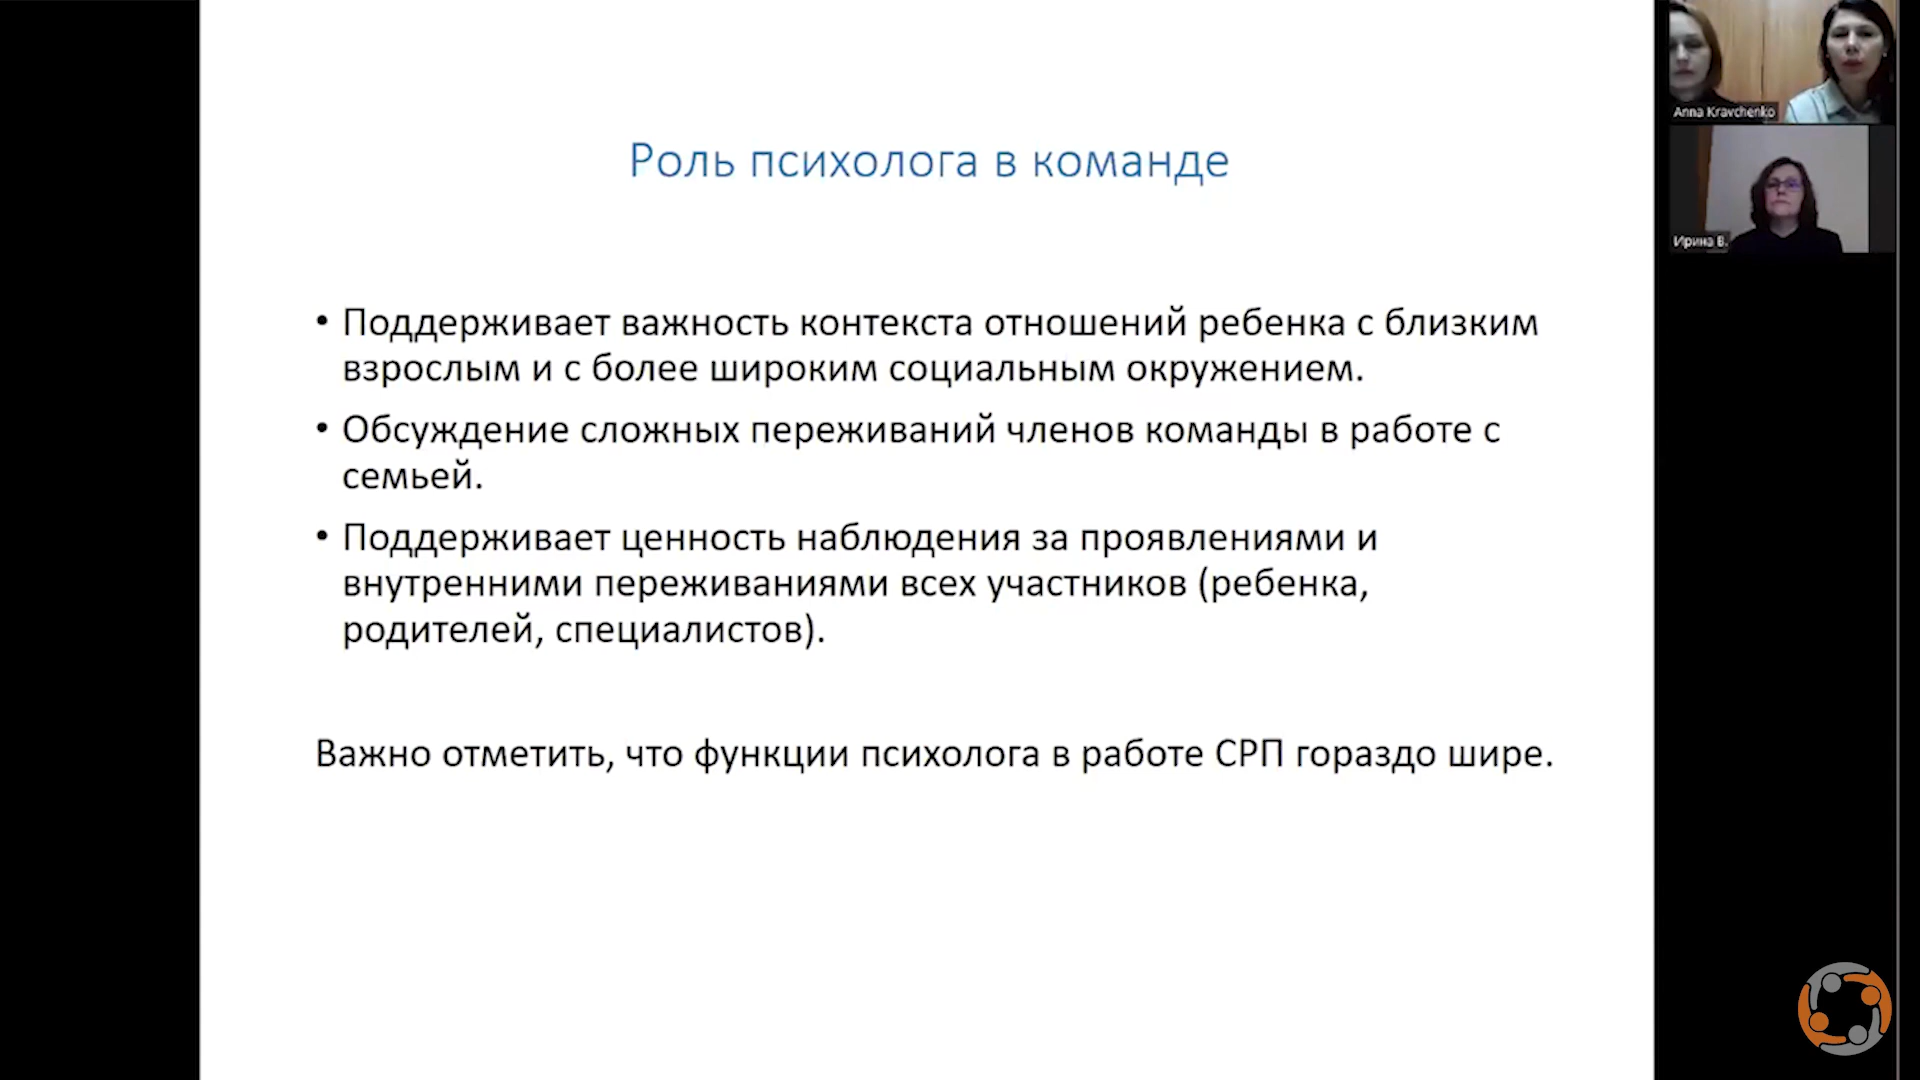 Роль психолога в команде
• Поддерживает важность контекста отношений ребенка с близким
взрослым и с более широким социальным окружением.
• Обсуждение сложных переживаний членов команды в работе с
семьей.
• Поддерживает ценность наблюдения за проявлениями и
внутренними переживаниями всех участников (ребенка,
родителей, специалистов).
Важно отметить, что функции психолога в работе СРП гораздо шире.
Anna Kravchenko
Ирина В.